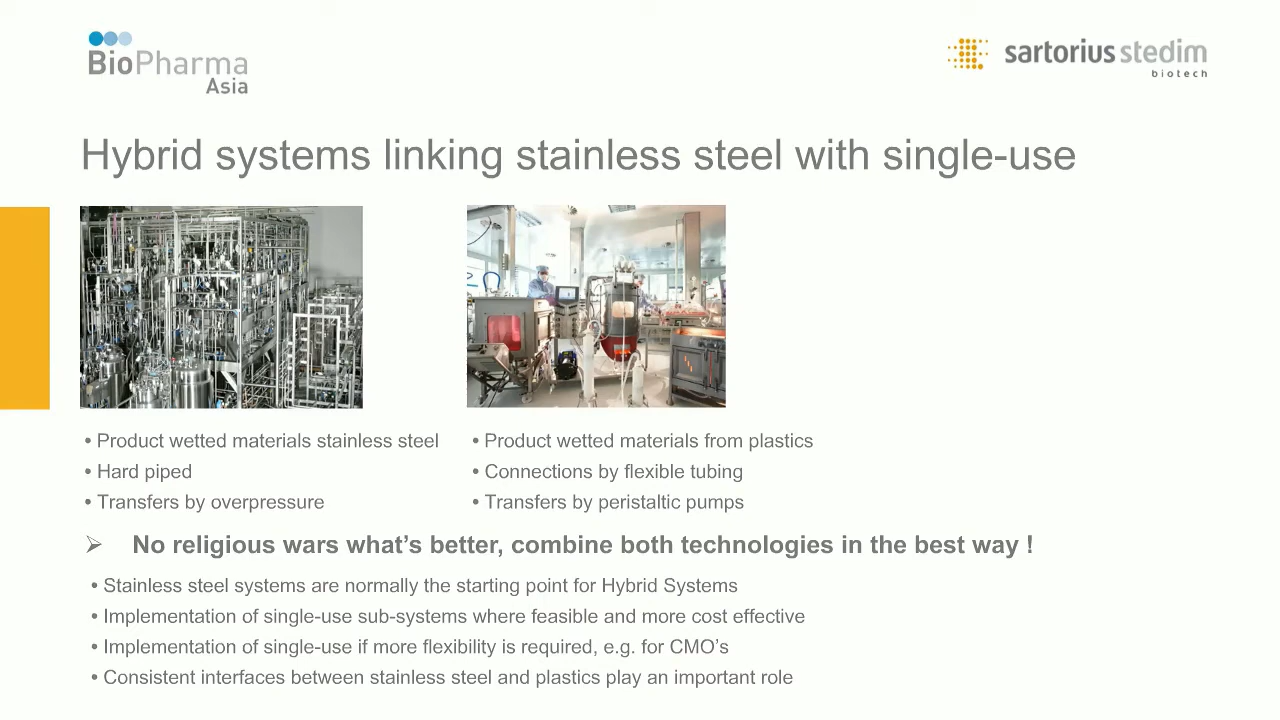 BioPharma
Asia
sartorius stedim
biotech
Hybrid systems linking stainless steel with single-use
• Product wetted materials stainless steel
• Hard piped
• Transfers by overpressure
• Product wetted materials from plastics
• Connections by flexible tubing
• Transfers by peristaltic pumps
➢ No religious wars what’s better, combine both technologies in the best way !
• Stainless steel systems are normally the starting point for Hybrid Systems
• Implementation of single-use sub-systems where feasible and more cost effective
• Implementation of single-use if more flexibility is required, e.g. for CMO’s
• Consistent interfaces between stainless steel and plastics play an important role